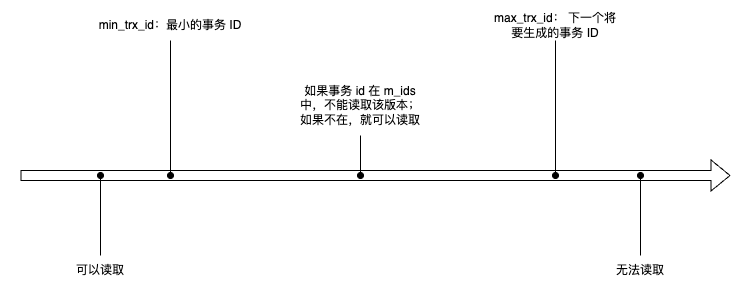 min_trx_id：最小的事务 ID
max_trx_id： 下一个将
要生成的事务 ID
如果事务 id 在 m_ids
中，不能读取该版本；
如果不在，就可以读取
可以读取
无法读取